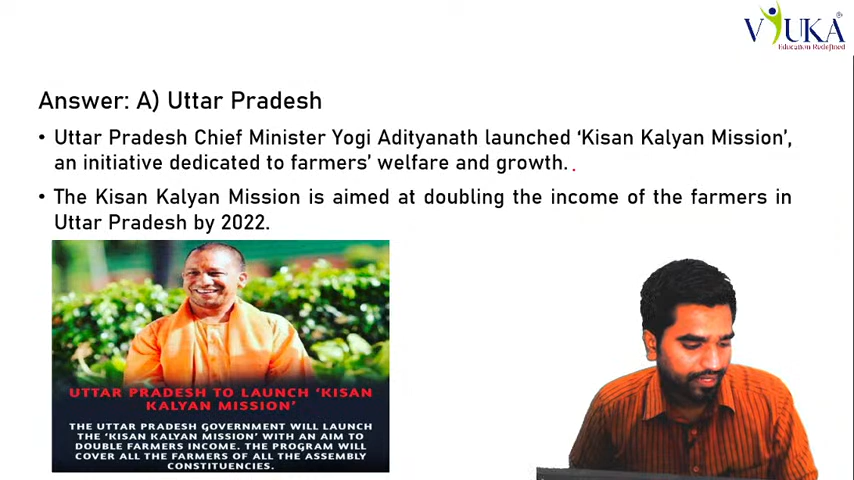 VYUKA
Education Redefined
Answer: A) Uttar Pradesh
• Uttar Pradesh Chief Minister Yogi Adityanath launched ‘Kisan Kalyan Mission’,
an initiative dedicated to farmers’ welfare and growth.
• The Kisan Kalyan Mission is aimed at doubling the income of the farmers in
Uttar Pradesh by 2022.
UTTAR PRADESH TO LAUNCH ‘KISAN
KALYAN MISSION’
THE UTTAR PRADESH GOVERNMENT WILL LAUNCH
THE ‘KISAN KALYAN MISSION’ WITH AN AIM TO
DOUBLE FARMERS INCOME. THE PROGRAM WILL
COVER ALL THE FARMERS OF ALL THE ASSEMBLY
CONSTITUENCIES.